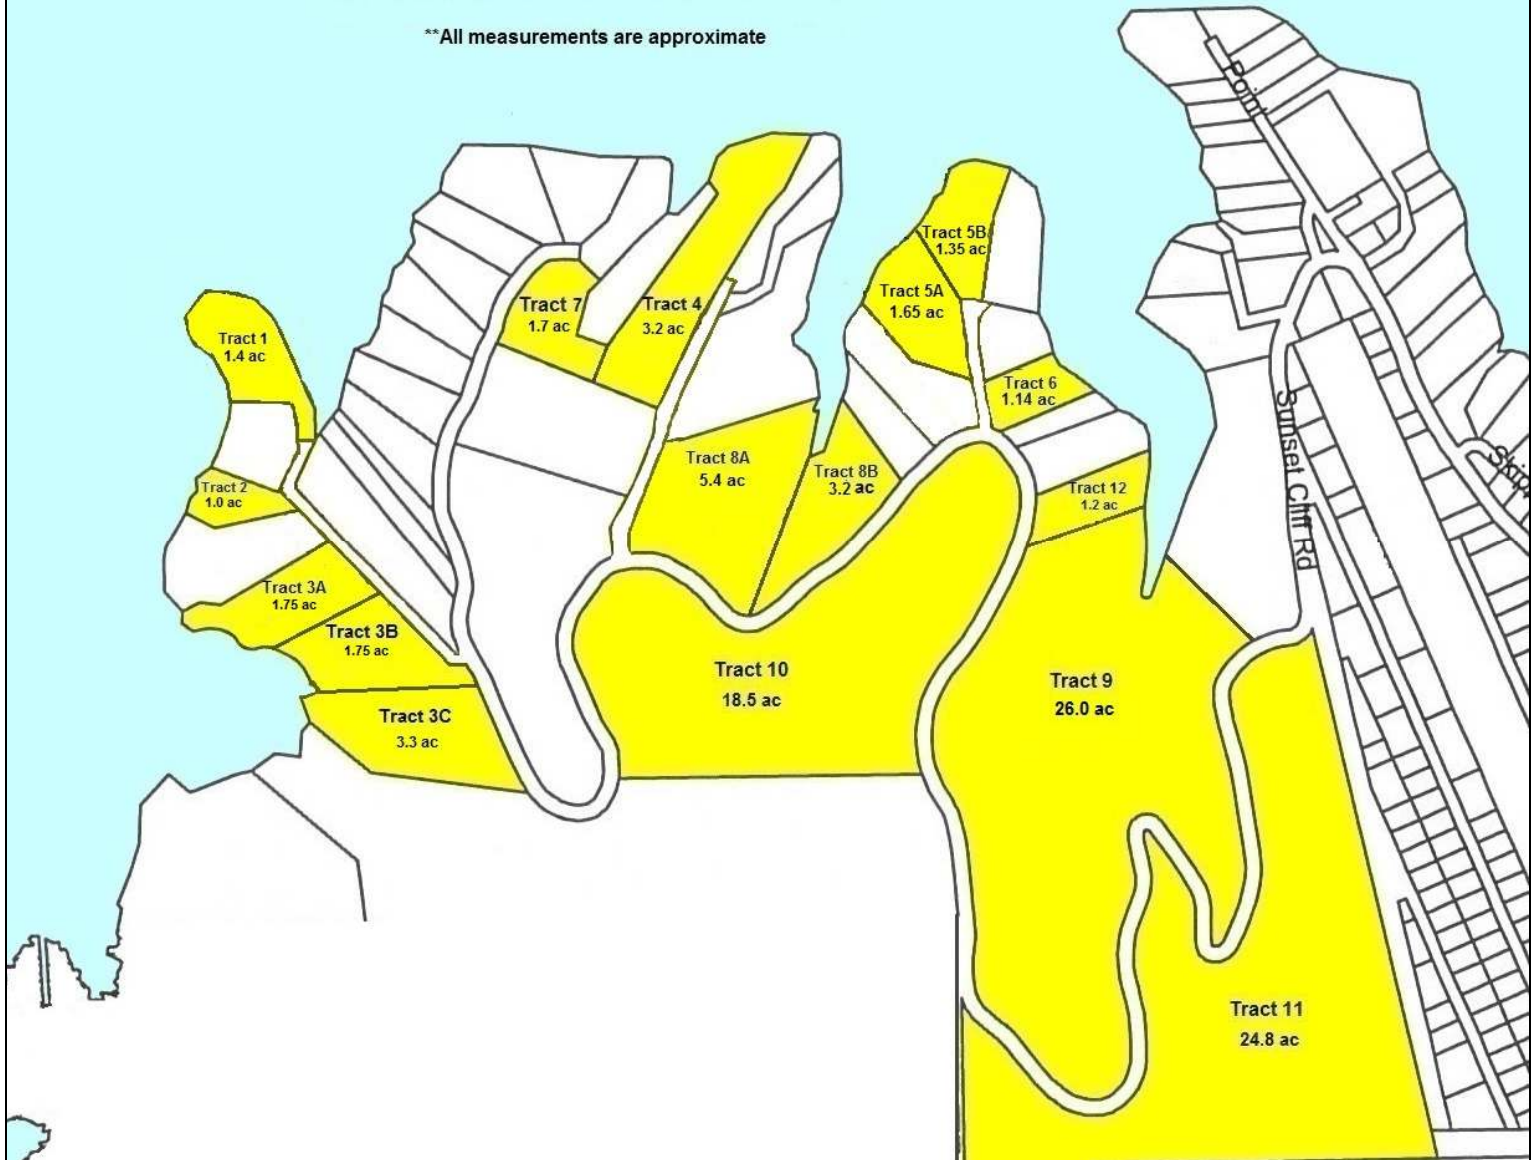 **All measurements are approximate
Point
Tract 5B
1.35 ac
Tract 5A
1.65 ac
Tract 7
1.7 ac
Tract 4
3.2 ac
Tract 1
1.4 ac
Tract 6
1.14 ac
Sunset Cliff Rd
Tract 8A
5.4 ac
Tract 8B
3.2 ac
Tract 2
1.0 ac
Tract 12
1.2 ac
Tract 3A
1.75 ac
Tract 3B
1.75 ac
Tract 10
18.5 ac
Tract 9
26.0 ac
Tract 3C
3.3 ac
Tract 11
24.8 ac